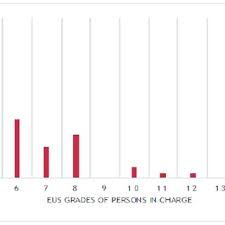 6 7 8 9 10 11 12 13
EUS GRADES OF PERSONS IN CHARGE